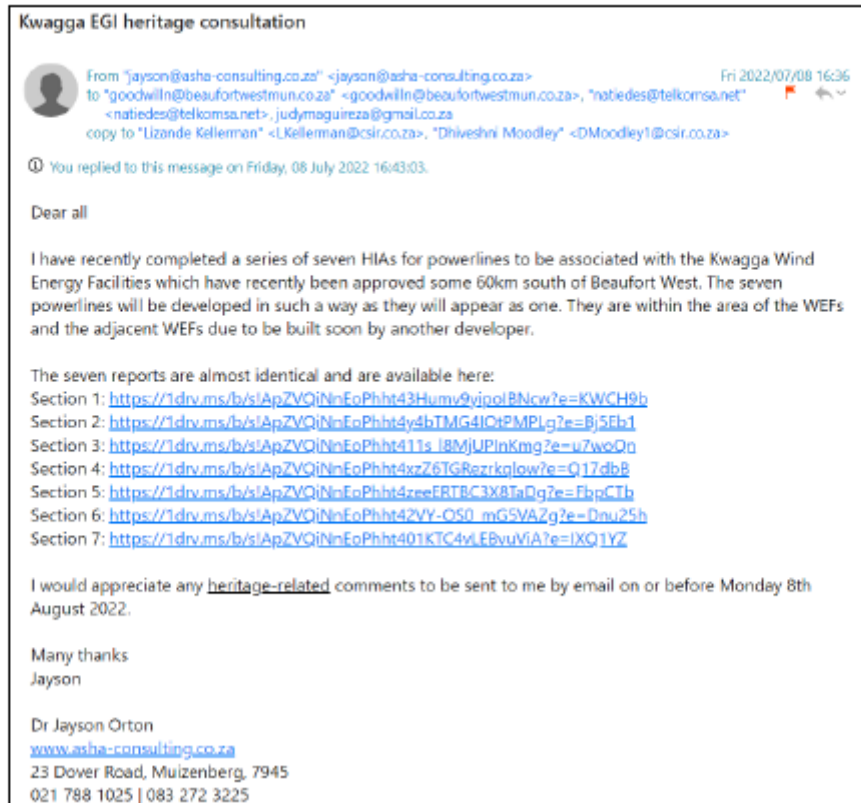 Kwagga EGI heritage consultation
From "jayson@asha-consulting.co.za" <jayson@asha-consulting.co.za>
Fri 2022/07/08 16:36
to "goodwilln@beaufortwestmun.co.za" <goodwilln@beaufortwestmun.co.za>, "natiedes@telkomsa.net"
<natiedes@telkomsa.net>, judymaguireza@gmail.co.za
copy to "Lizande Kellerman" <LKellerman@csir.co.za>, "Dhiveshni Moodley" <DMoodley1@csir.co.za>
You replied to this message on Friday, 08 July 2022 16:43:03.
Dear all
I have recently completed a series of seven HIAs for powerlines to be associated with the Kwagga Wind
Energy Facilities which have recently been approved some 60km south of Beaufort West. The seven
powerlines will be developed in such a way as they will appear as one. They are within the area of the WEFs
and the adjacent WEFs due to be built soon by another developer.
The seven reports are almost identical and are available here:
Section 1:
Section 2:
Section 3:
Section 4:
Section 5:
Section 6:
Section 7:
I would appreciate any heritage-related comments to be sent to me by email on or before Monday 8th
August 2022.
Many thanks
Jayson
Dr Jayson Orton
www.asha-consulting.co.za
23 Dover Road, Muizenberg, 7945
021 788 1025 | 083 272 3225